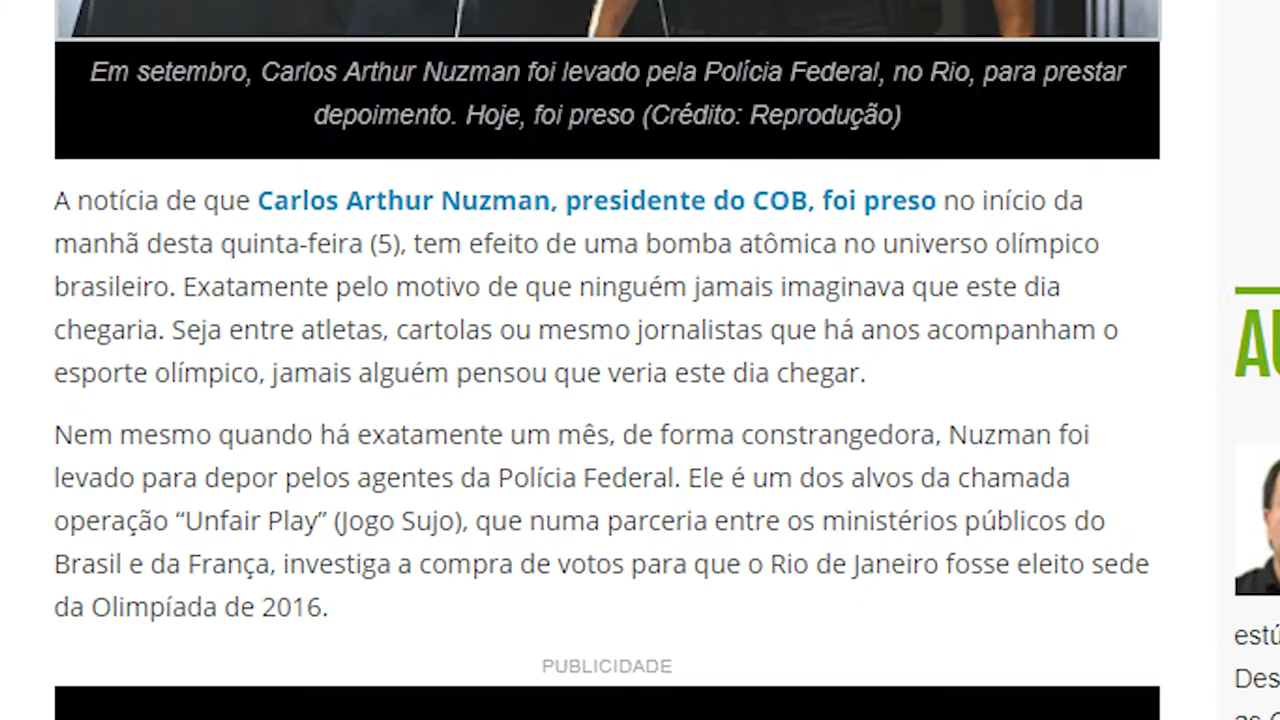 Em setembro, Carlos Arthur Nuzman foi levado pela Polícia Federal, no Rio, para prestar
depoimento. Hoje, foi preso (Crédito: Reprodução)
A notícia de que Carlos Arthur Nuzman, presidente do COB, foi preso no início da
manhã desta quinta-feira (5), tem efeito de uma bomba atômica no universo olímpico
brasileiro. Exatamente pelo motivo de que ninguém jamais imaginava que este dia
chegaria. Seja entre atletas, cartolas ou mesmo jornalistas que há anos acompanham o
esporte olímpico, jamais alguém pensou que veria este dia chegar.
Nem mesmo quando há exatamente um mês, de forma constrangedora, Nuzman foi
levado para depor pelos agentes da Polícia Federal. Ele é um dos alvos da chamada
operação “Unfair Play” (Jogo Sujo), que numa parceria entre os ministérios públicos do
Brasil e da França, investiga a compra de votos para que o Rio de Janeiro fosse eleito sede
da Olimpíada de 2016.
PUBLICIDADE
estú
Des